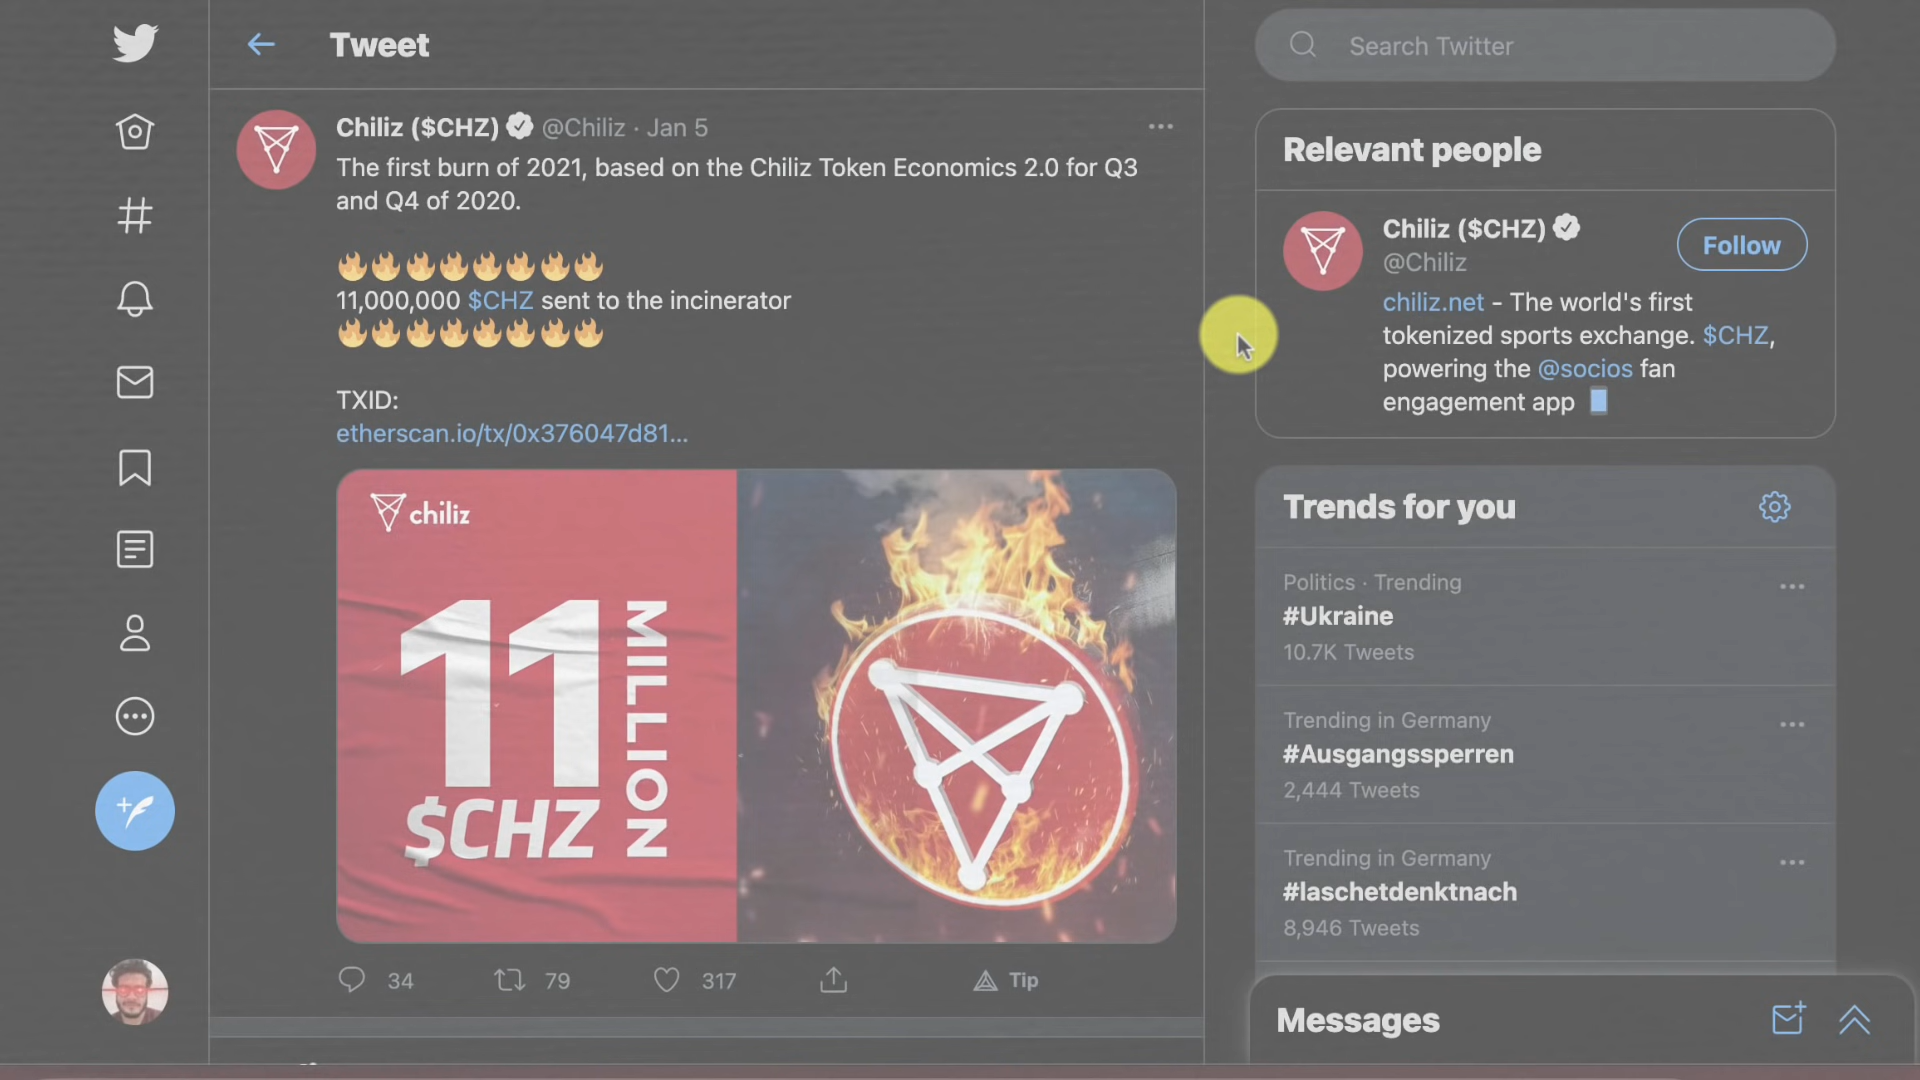 Tweet
Chiliz ($CHZ) @Chiliz · Jan 5
The first burn of 2021, based on the Chiliz Token Economics 2.0 for Q3
and Q4 of 2020.
🔥🔥🔥🔥🔥🔥🔥🔥
11,000,000 $CHZ sent to the incinerator
🔥🔥🔥🔥🔥🔥🔥🔥
TXID:
etherscan.io/tx/0x376047d81...
chiliz
11
MILLION
$CHZ
34
79
317
Tip
Search Twitter
Relevant people
Chiliz ($CHZ)
Follow
@Chiliz
chiliz.net - The world's first
tokenized sports exchange. $CHZ,
powering the @socios fan
engagement app
Trends for you
Politics · Trending
#Ukraine
10.7K Tweets
Trending in Germany
#Ausgangssperren
2,444 Tweets
Trending in Germany
#laschetdenktnach
8,946 Tweets
Messages